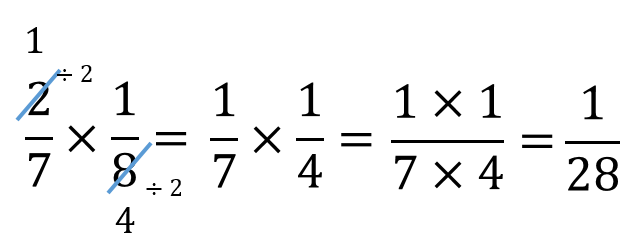 1
2 ÷ 2 × 1 = 1 × 1 = 1 × 1 = 1
7 8 ÷ 2 7 4 7 × 4 28
4